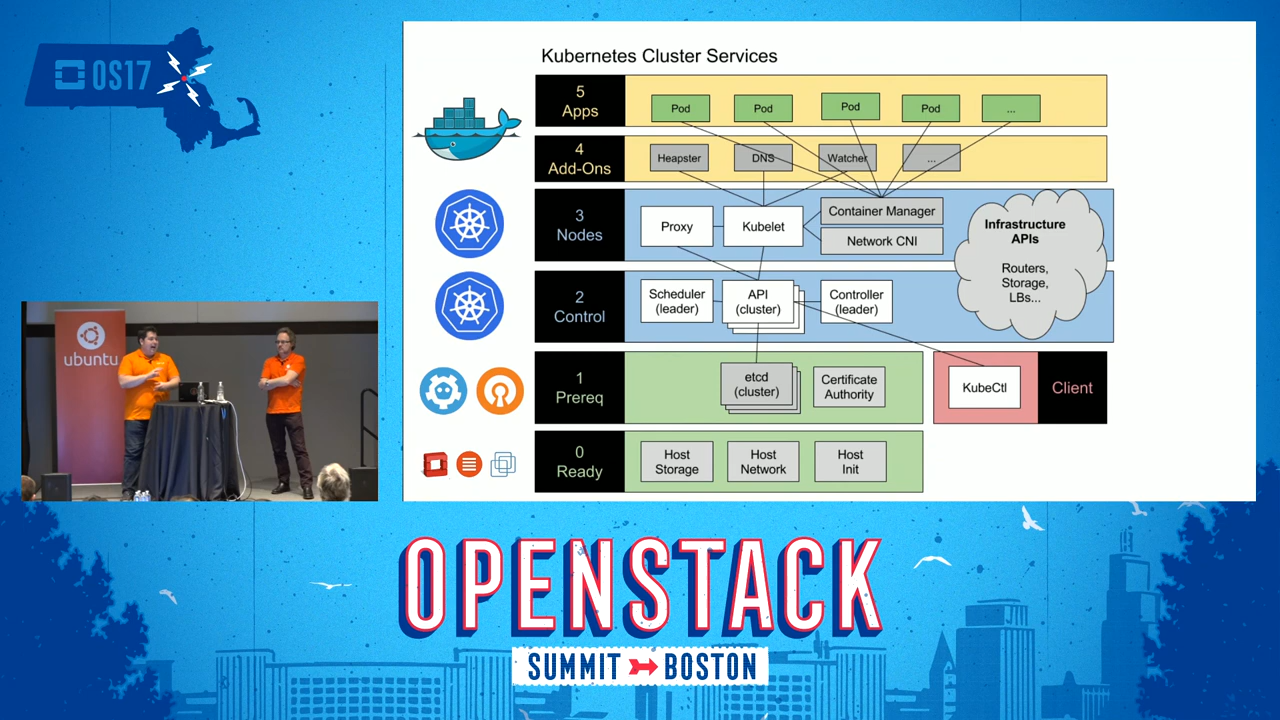 OS17
Kubernetes Cluster Services
5
Apps
Pod
Pod
Pod
Pod
...
4
Add-Ons
Heapster
DNS
Watcher
...
3
Nodes
Proxy
Kubelet
Container Manager
Network CNI
Infrastructure
APIs
Routers,
Storage,
LBs...
2
Control
Scheduler
(leader)
API
(cluster)
Controller
(leader)
1
Prereq
etcd
(cluster)
Certificate
Authority
KubeCtl
Client
0
Ready
Host
Storage
Host
Network
Host
Init
ubuntu
OPENSTACK
SUMMIT BOSTON